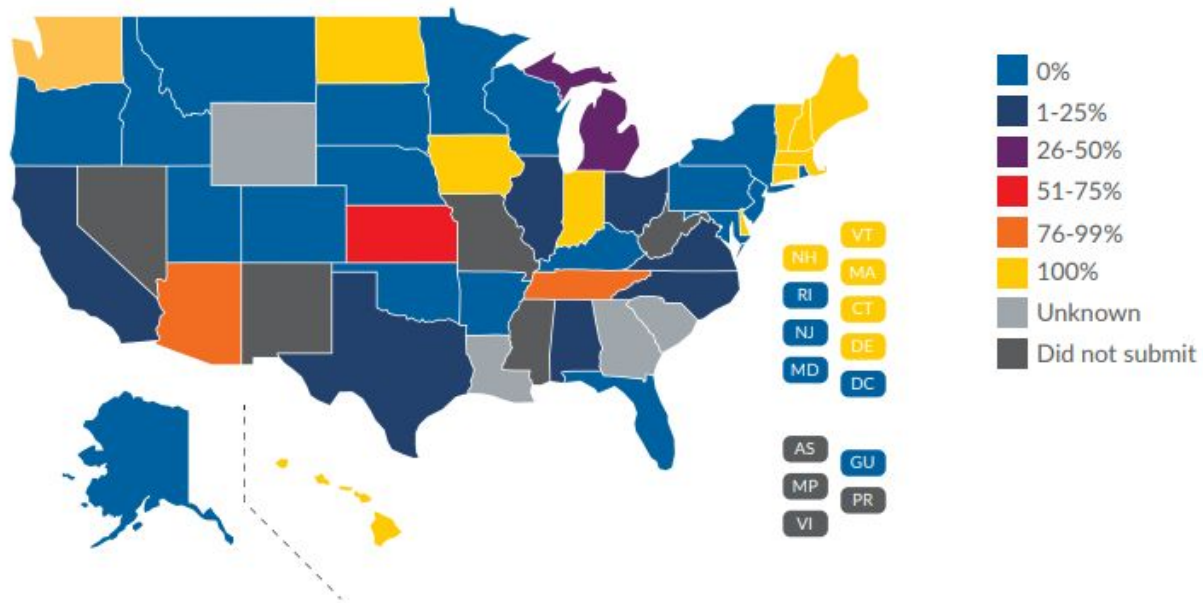 0%
1-25%
26-50%
51-75%
76-99%
100%
Unknown
Did not submit
VT
NH
MA
RI
CT
NJ
DE
MD
DC
AS
GU
MP
PR
VI